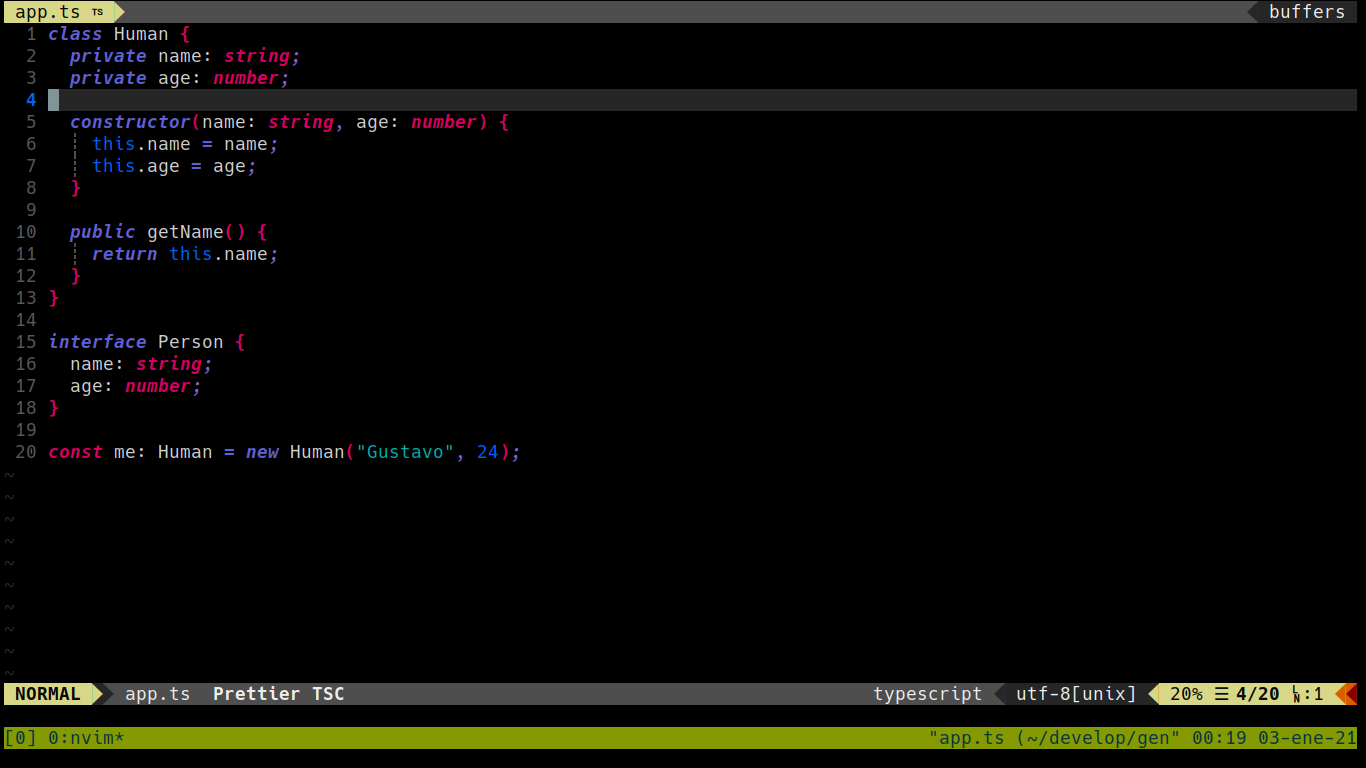 app.ts TS buffers
1 class Human {
2   private name: string;
3   private age: number;
4
5   constructor(name: string, age: number) {
6     this.name = name;
7     this.age = age;
8   }
9
10   public getName() {
11     return this.name;
12   }
13 }
14
15 interface Person {
16   name: string;
17   age: number;
18 }
19
20 const me: Human = new Human("Gustavo", 24);
~
~
~
~
~
~
~
~
~
~
NORMAL app.ts Prettier TSC typescript utf-8[unix] 20% ☰ 4/20 LN:1
[0] 0:nvim* "app.ts (~/develop/gen" 00:19 03-ene-21